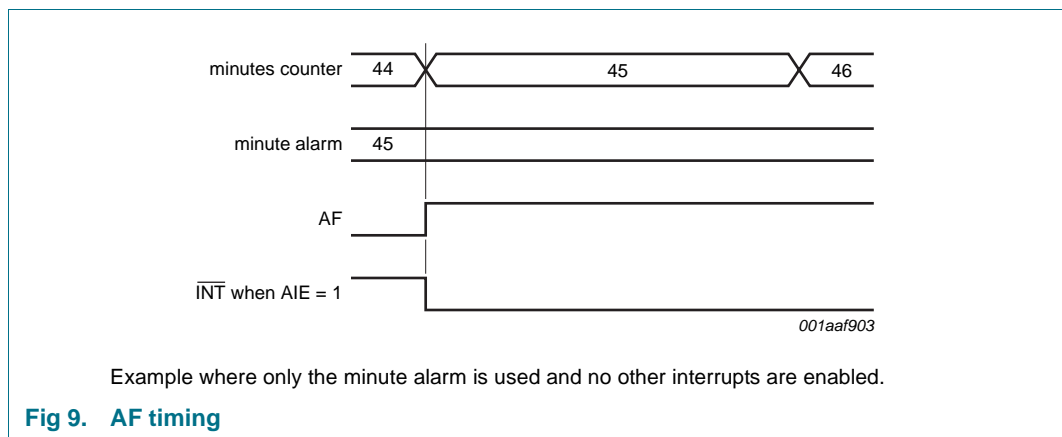 minutes counter 44 45 46
minute alarm 45
AF
INT when AIE = 1
001aaf903
Example where only the minute alarm is used and no other interrupts are enabled.
Fig 9. AF timing